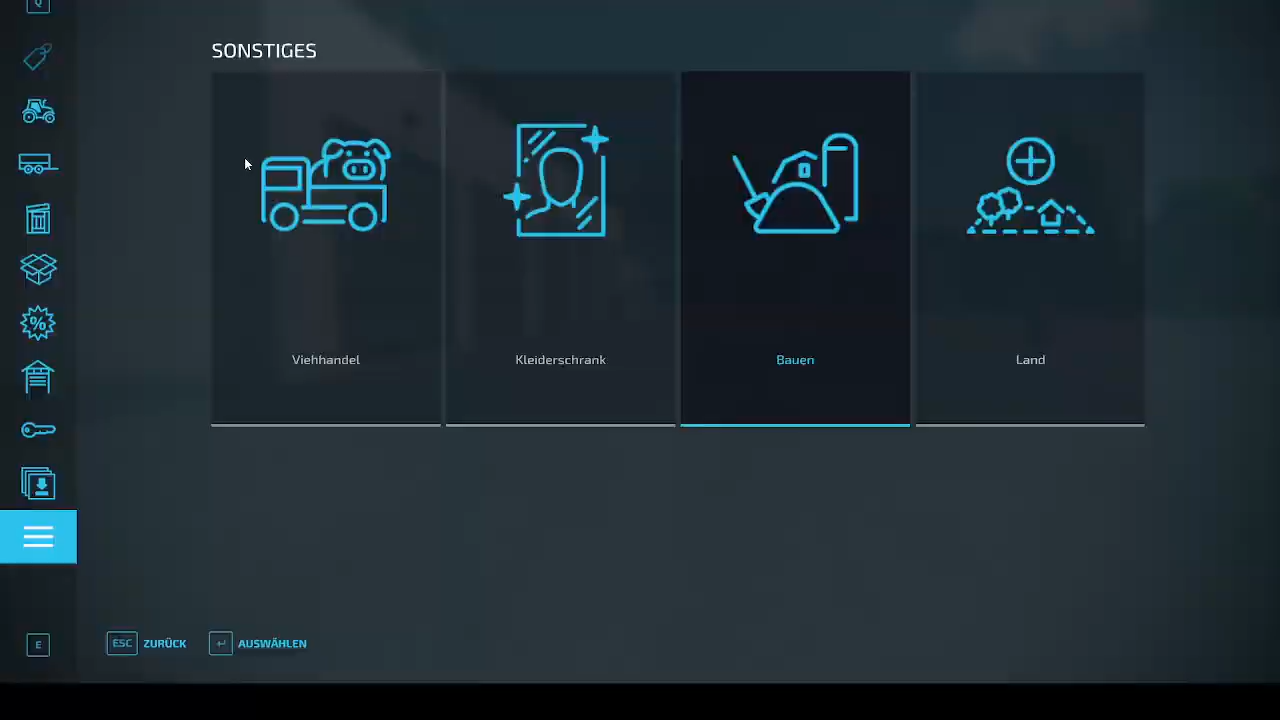 Q
SONSTIGES
%
Viehhandel
Kleiderschrank
Bauen
Land
E
ESC ZURÜCK
AUSWÄHLEN